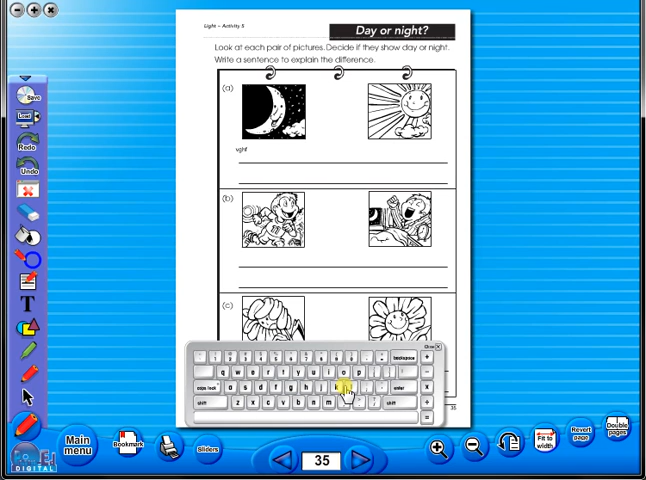 Light - Activity 5
Day or night?
Look at each pair of pictures. Decide if they show day or night.
Write a sentence to explain the difference.
(a)
vghf
(b)
(c)
35
Save
Load
Redo
Undo
T
Close
backspace
q w e r t y u i o p
caps lock a s d f g h j k enter
shift z x c v b n m shift
DIGITAL
Main menu
Bookmark
Sliders
35
Fit to width
Revert page
Double pages